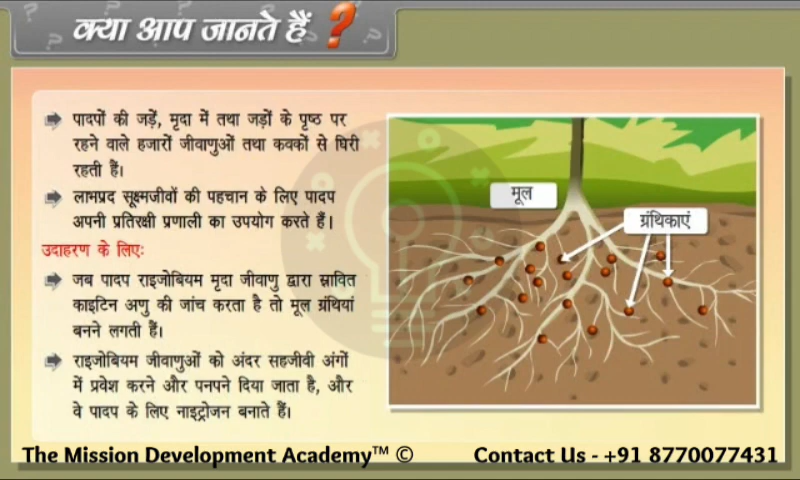 क्या आप जानते हैं ?
पादपों की जड़ें, मृदा में तथा जड़ों के पृष्ठ पर
रहने वाले हजारों जीवाणुओं तथा कवकों से घिरी
रहती हैं।
लाभप्रद सूक्ष्मजीवों की पहचान के लिए पादप
अपनी प्रतिरक्षी प्रणाली का उपयोग करते हैं।
उदाहरण के लिए:
जब पादप राइजोबियम मृदा जीवाणु द्वारा स्रावित
काइटिन अणु की जांच करता है तो मूल ग्रंथियां
बनने लगती हैं।
राइजोबियम जीवाणुओं को अंदर सहजीवी अंगों
में प्रवेश करने और पनपने दिया जाता है, और
वे पादप के लिए नाइट्रोजन बनाते हैं।
मूल
ग्रंथिकाएं
The Mission Development Academy™ ©
Contact Us - +91 8770077431